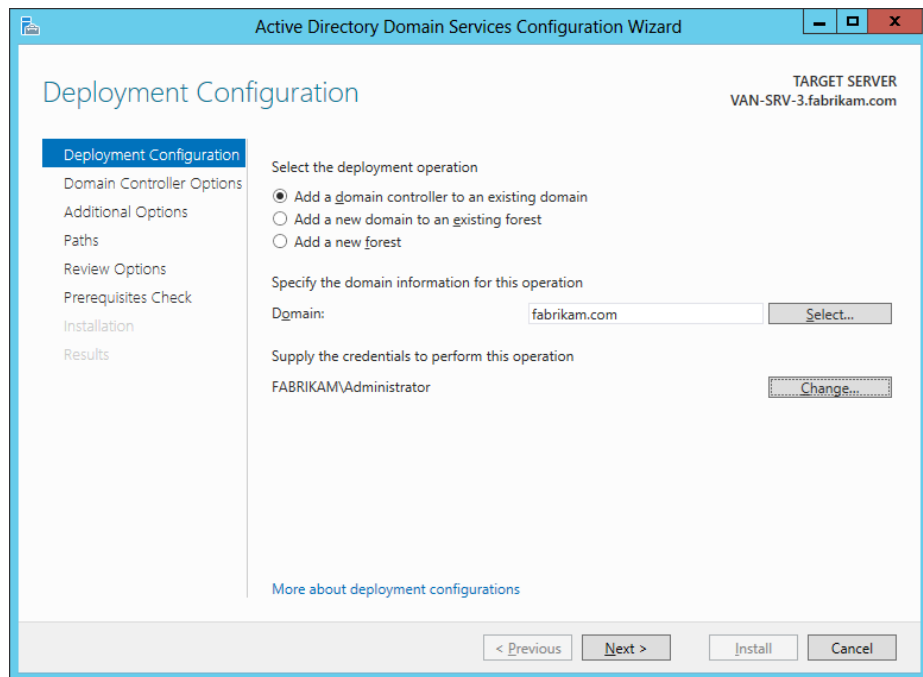 Active Directory Domain Services Configuration Wizard
Deployment Configuration
TARGET SERVER
VAN-SRV-3.fabrikam.com
Deployment Configuration
Domain Controller Options
Additional Options
Paths
Review Options
Prerequisites Check
Installation
Results
Select the deployment operation
Add a domain controller to an existing domain
Add a new domain to an existing forest
Add a new forest
Specify the domain information for this operation
Domain: fabrikam.com Select...
Supply the credentials to perform this operation
FABRIKAM\Administrator Change...
More about deployment configurations
< Previous Next > Install Cancel